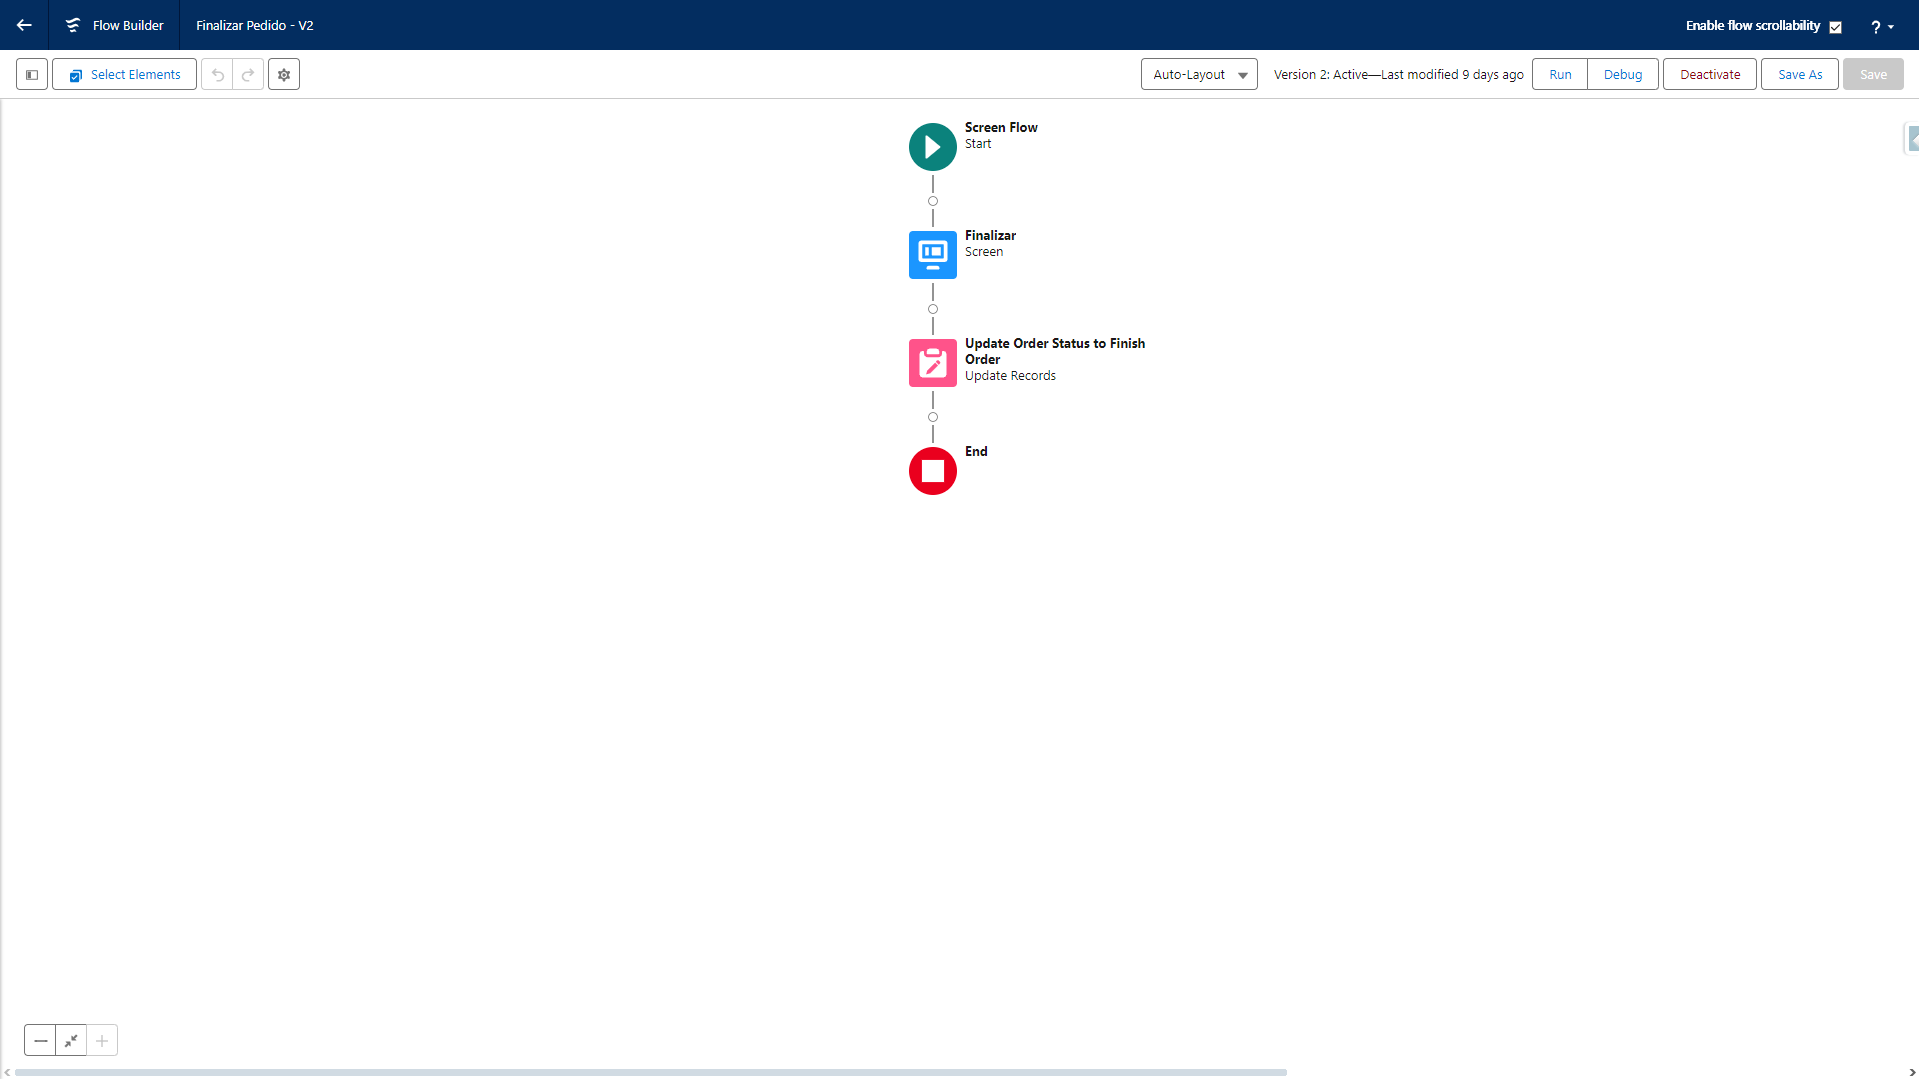 Flow Builder
Finalizar Pedido - V2
Enable flow scrollability
?
Select Elements
Auto-Layout
Version 2: Active—Last modified 9 days ago
Run
Debug
Deactivate
Save As
Save
Screen Flow
Start
Finalizar
Screen
Update Order Status to Finish
Order
Update Records
End